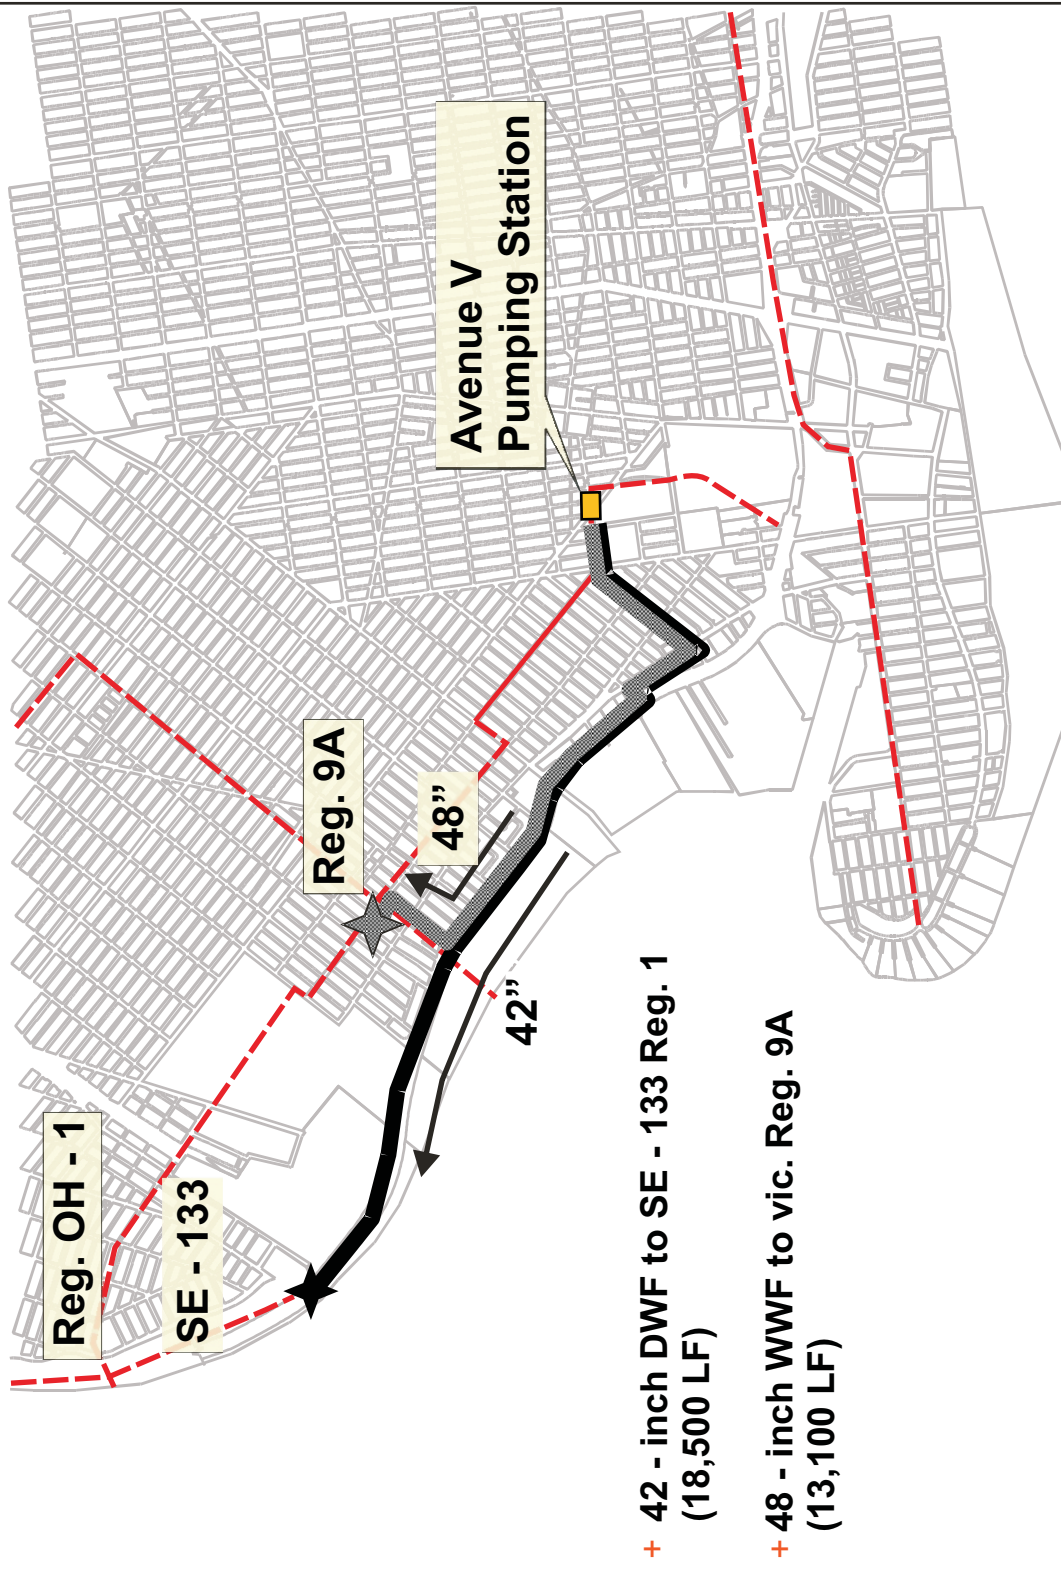 Reg. OH - 1
SE - 133
Reg. 9A
48”
42”
Avenue V
Pumping Station
+ 42 - inch DWF to SE - 133 Reg. 1
(18,500 LF)
+ 48 - inch WWF to vic. Reg. 9A
(13,100 LF)